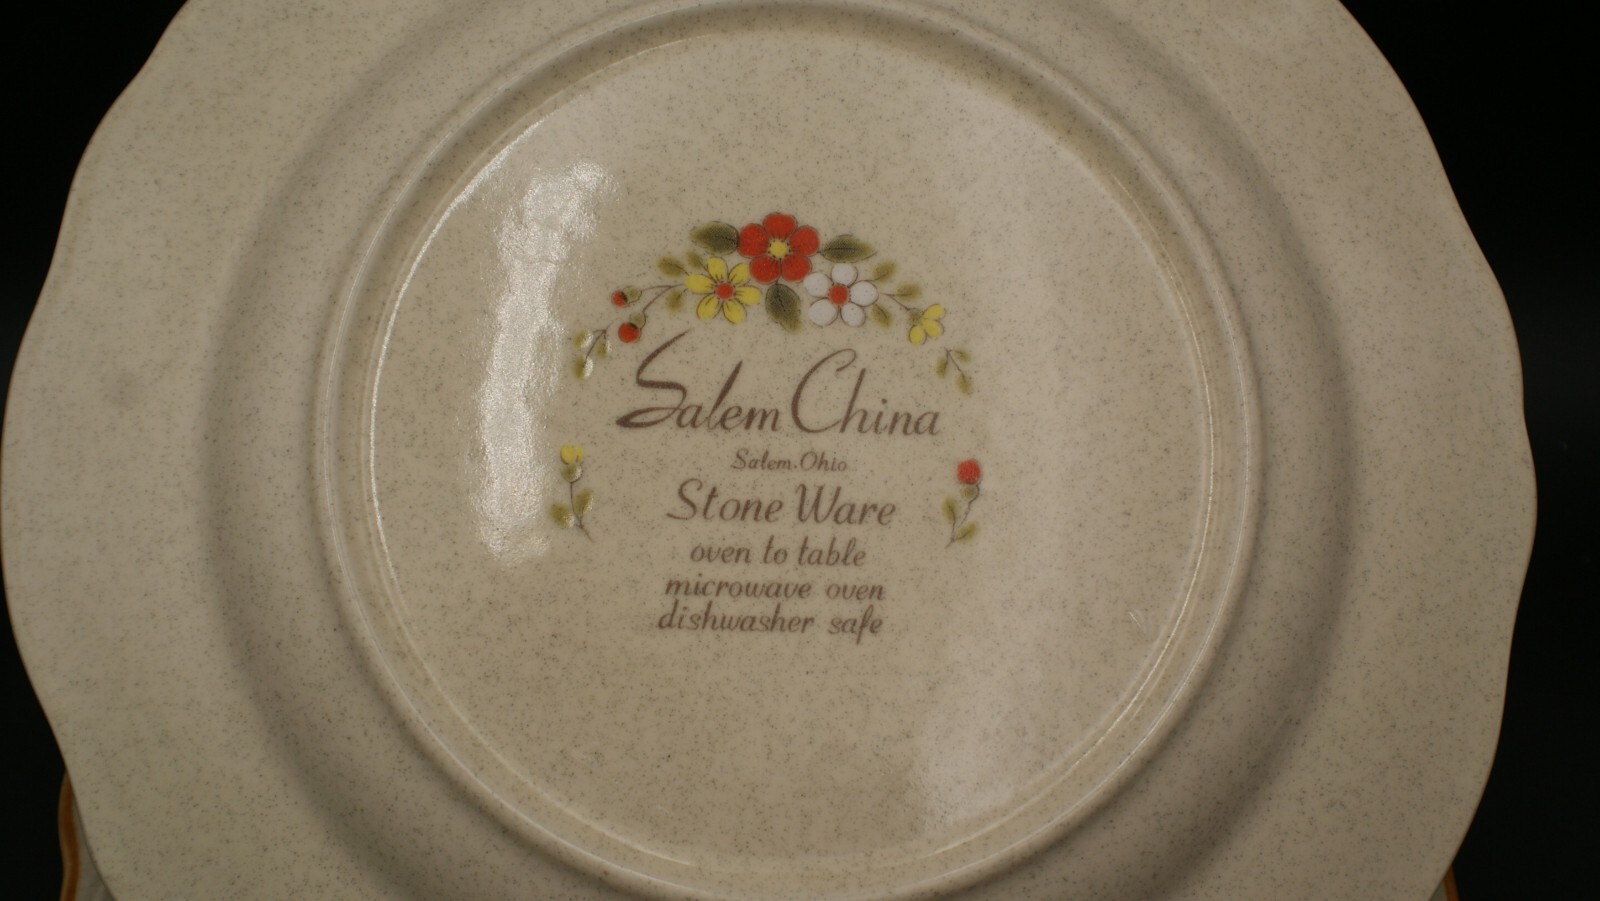 Salem China
Salem, Ohio
Stone Ware
oven to table
microwave oven
dishwasher safe